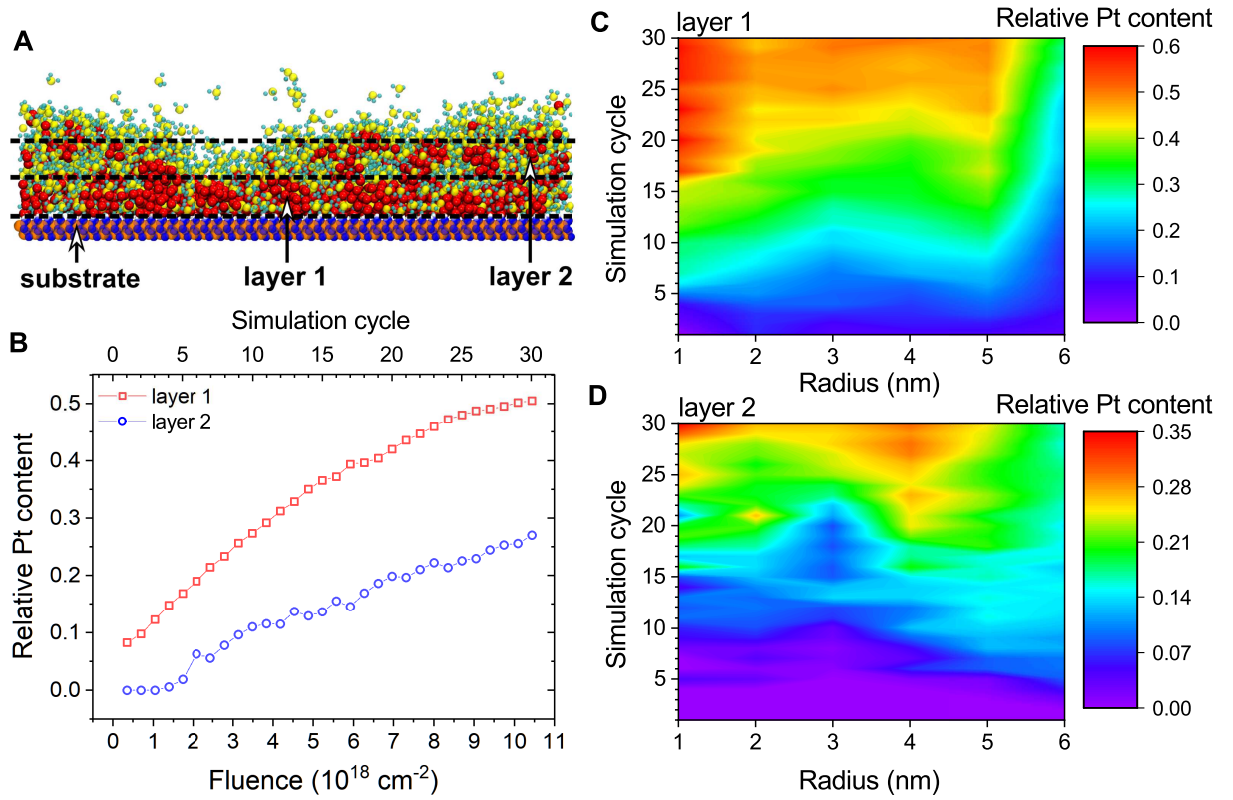 A
substrate
layer 1
layer 2
B
Simulation cycle
0 5 10 15 20 25 30
layer 1
layer 2
Relative Pt content
0.5
0.4
0.3
0.2
0.1
0.0
0 1 2 3 4 5 6 7 8 9 10 11
Fluence (10¹⁸ cm⁻²)
C
layer 1
Relative Pt content
Simulation cycle
30
25
20
15
10
5
1 2 3 4 5 6
Radius (nm)
0.6
0.5
0.4
0.3
0.2
0.1
0.0
D
layer 2
Relative Pt content
Simulation cycle
30
25
20
15
10
5
1 2 3 4 5 6
Radius (nm)
0.35
0.28
0.21
0.14
0.07
0.00